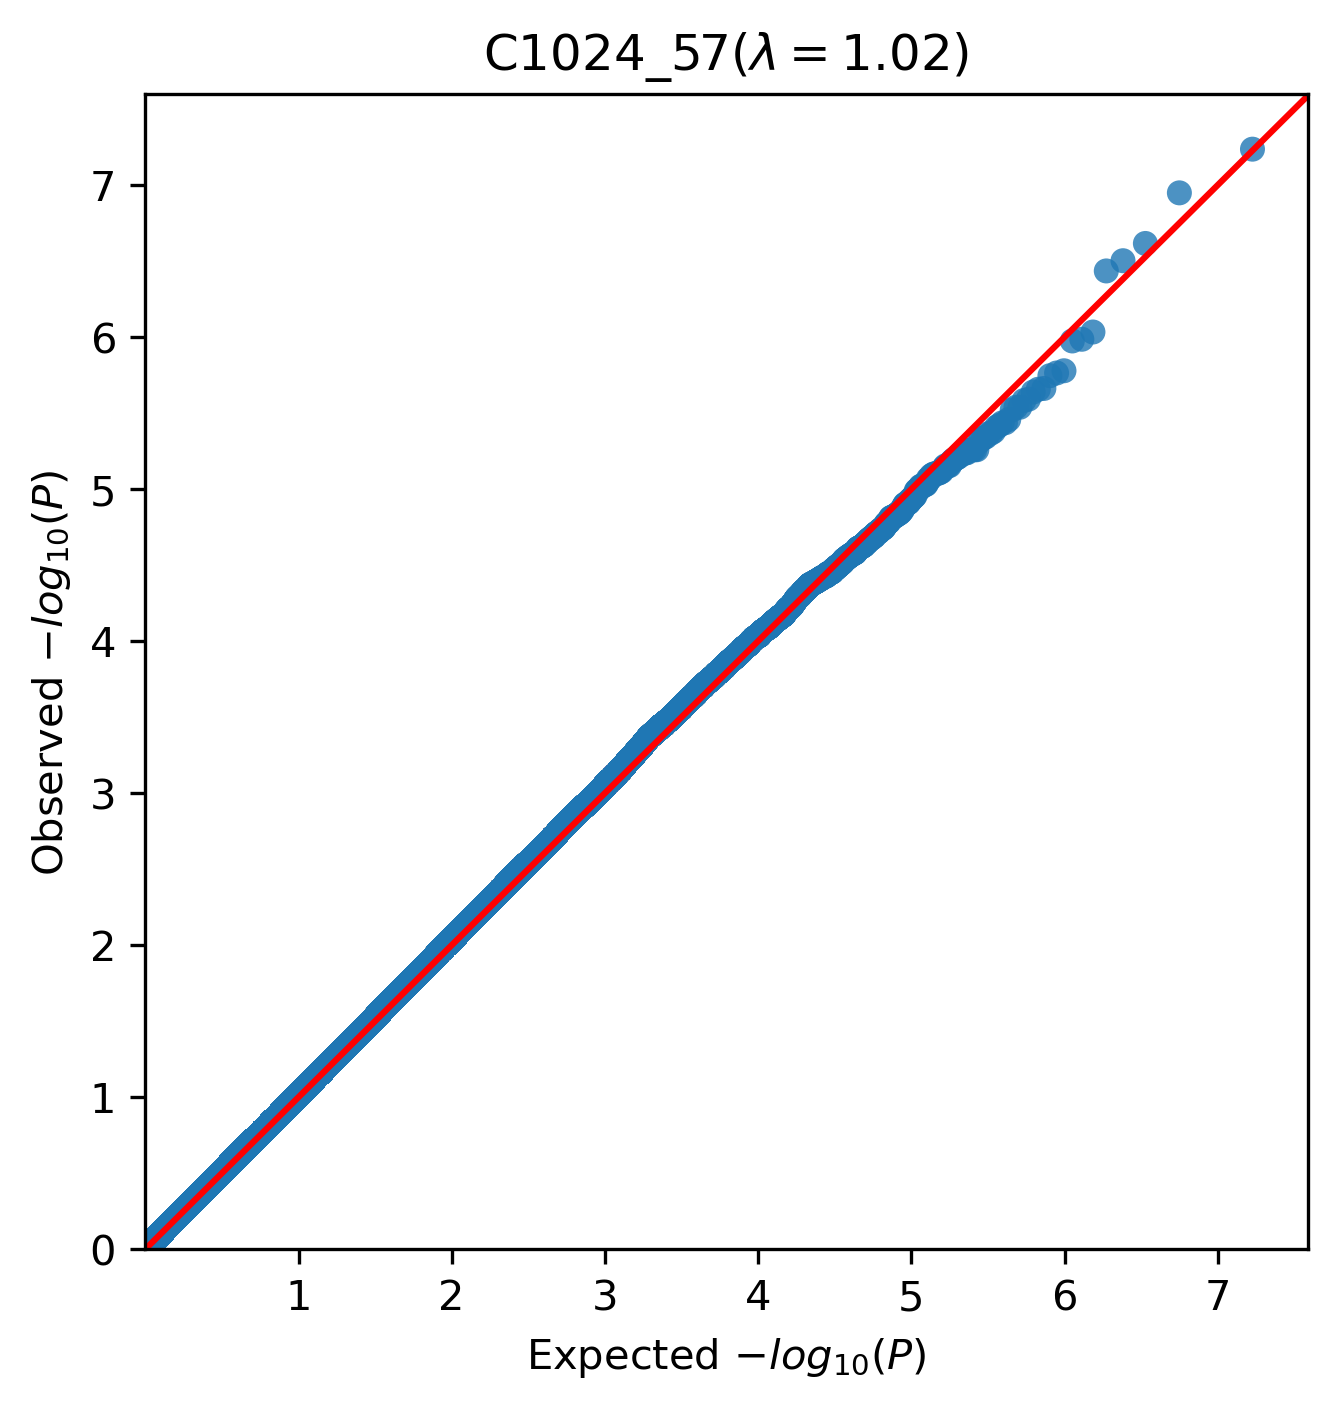 C1024_57(λ = 1.02)
Observed −log₁₀(P)
7
6
5
4
3
2
1
0
1 2 3 4 5 6 7
Expected −log₁₀(P)